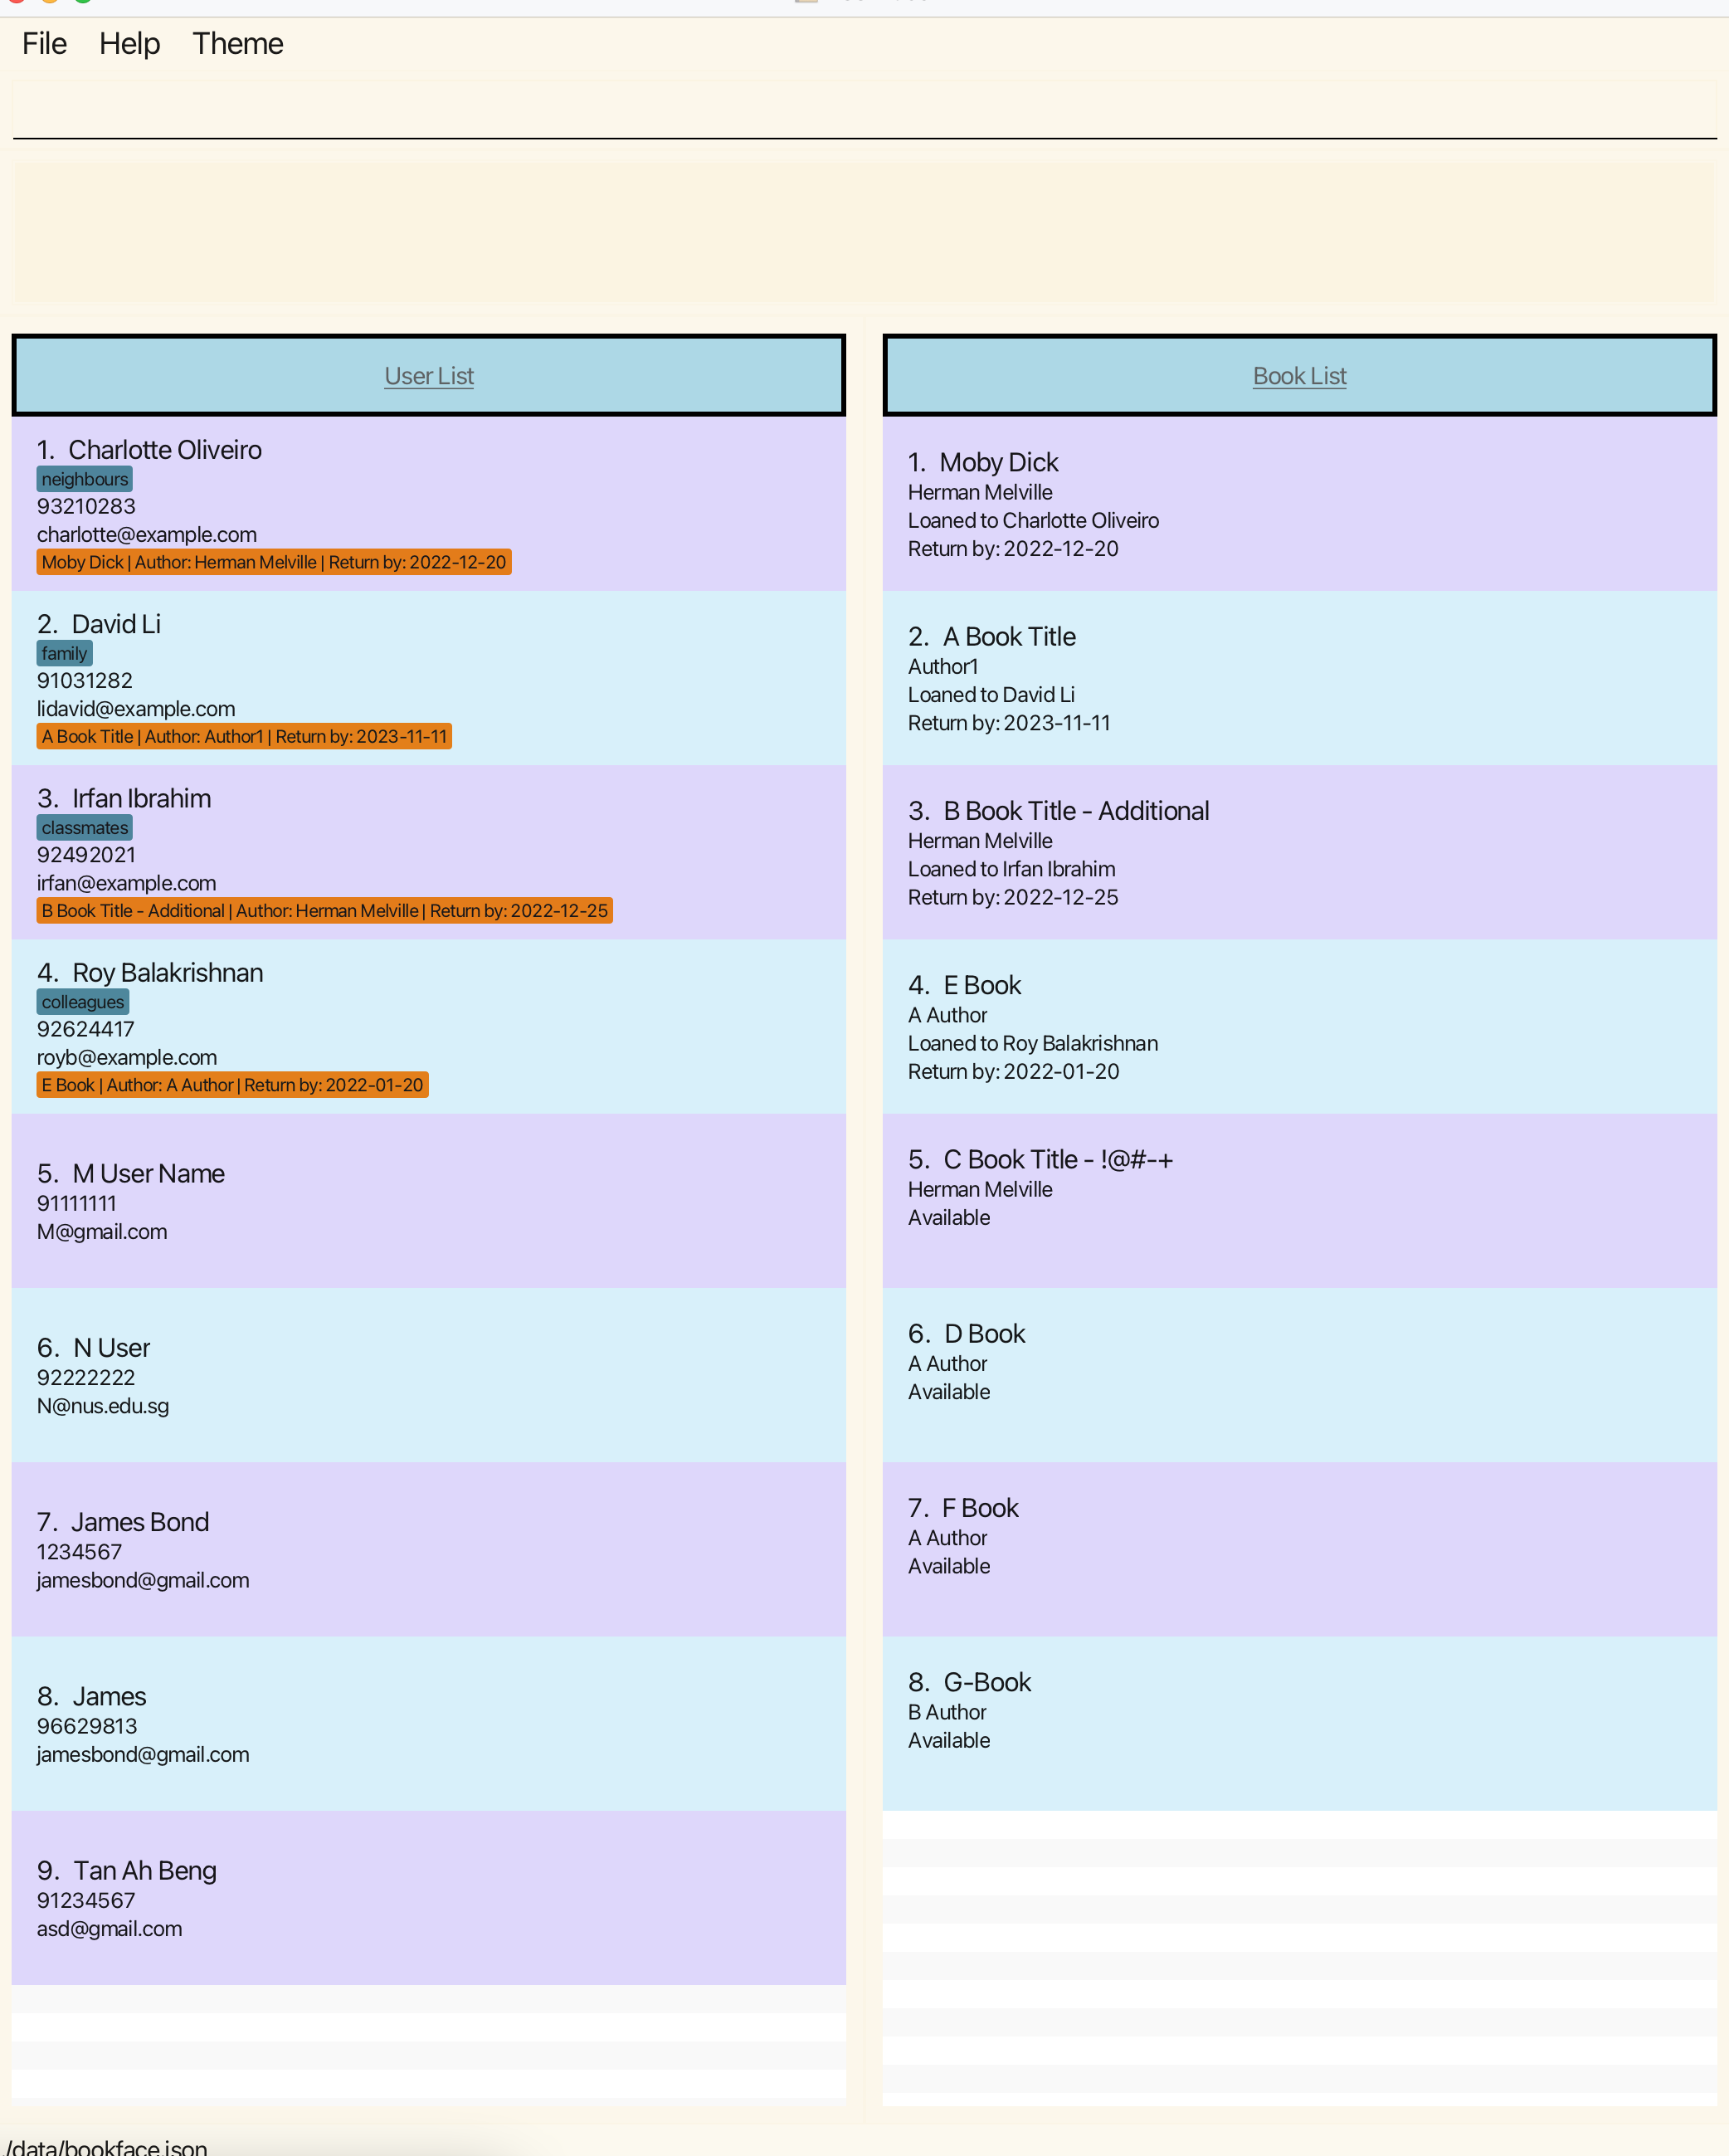 File Help Theme
User List
1. Charlotte Oliveiro
neighbours
93210283
charlotte@example.com
Moby Dick | Author: Herman Melville | Return by: 2022-12-20
2. David Li
family
91031282
lidavid@example.com
A Book Title | Author: Author1 | Return by: 2023-11-11
3. Irfan Ibrahim
classmates
92492021
irfan@example.com
B Book Title - Additional | Author: Herman Melville | Return by: 2022-12-25
4. Roy Balakrishnan
colleagues
92624417
royb@example.com
E Book | Author: A Author | Return by: 2022-01-20
5. M User Name
91111111
M@gmail.com
6. N User
92222222
N@nus.edu.sg
7. James Bond
1234567
jamesbond@gmail.com
8. James
96629813
jamesbond@gmail.com
9. Tan Ah Beng
91234567
asd@gmail.com
Book List
1. Moby Dick
Herman Melville
Loaned to Charlotte Oliveiro
Return by: 2022-12-20
2. A Book Title
Author1
Loaned to David Li
Return by: 2023-11-11
3. B Book Title - Additional
Herman Melville
Loaned to Irfan Ibrahim
Return by: 2022-12-25
4. E Book
A Author
Loaned to Roy Balakrishnan
Return by: 2022-01-20
5. C Book Title - !@#-+
Herman Melville
Available
6. D Book
A Author
Available
7. F Book
A Author
Available
8. G-Book
B Author
Available
/data/bookface.json